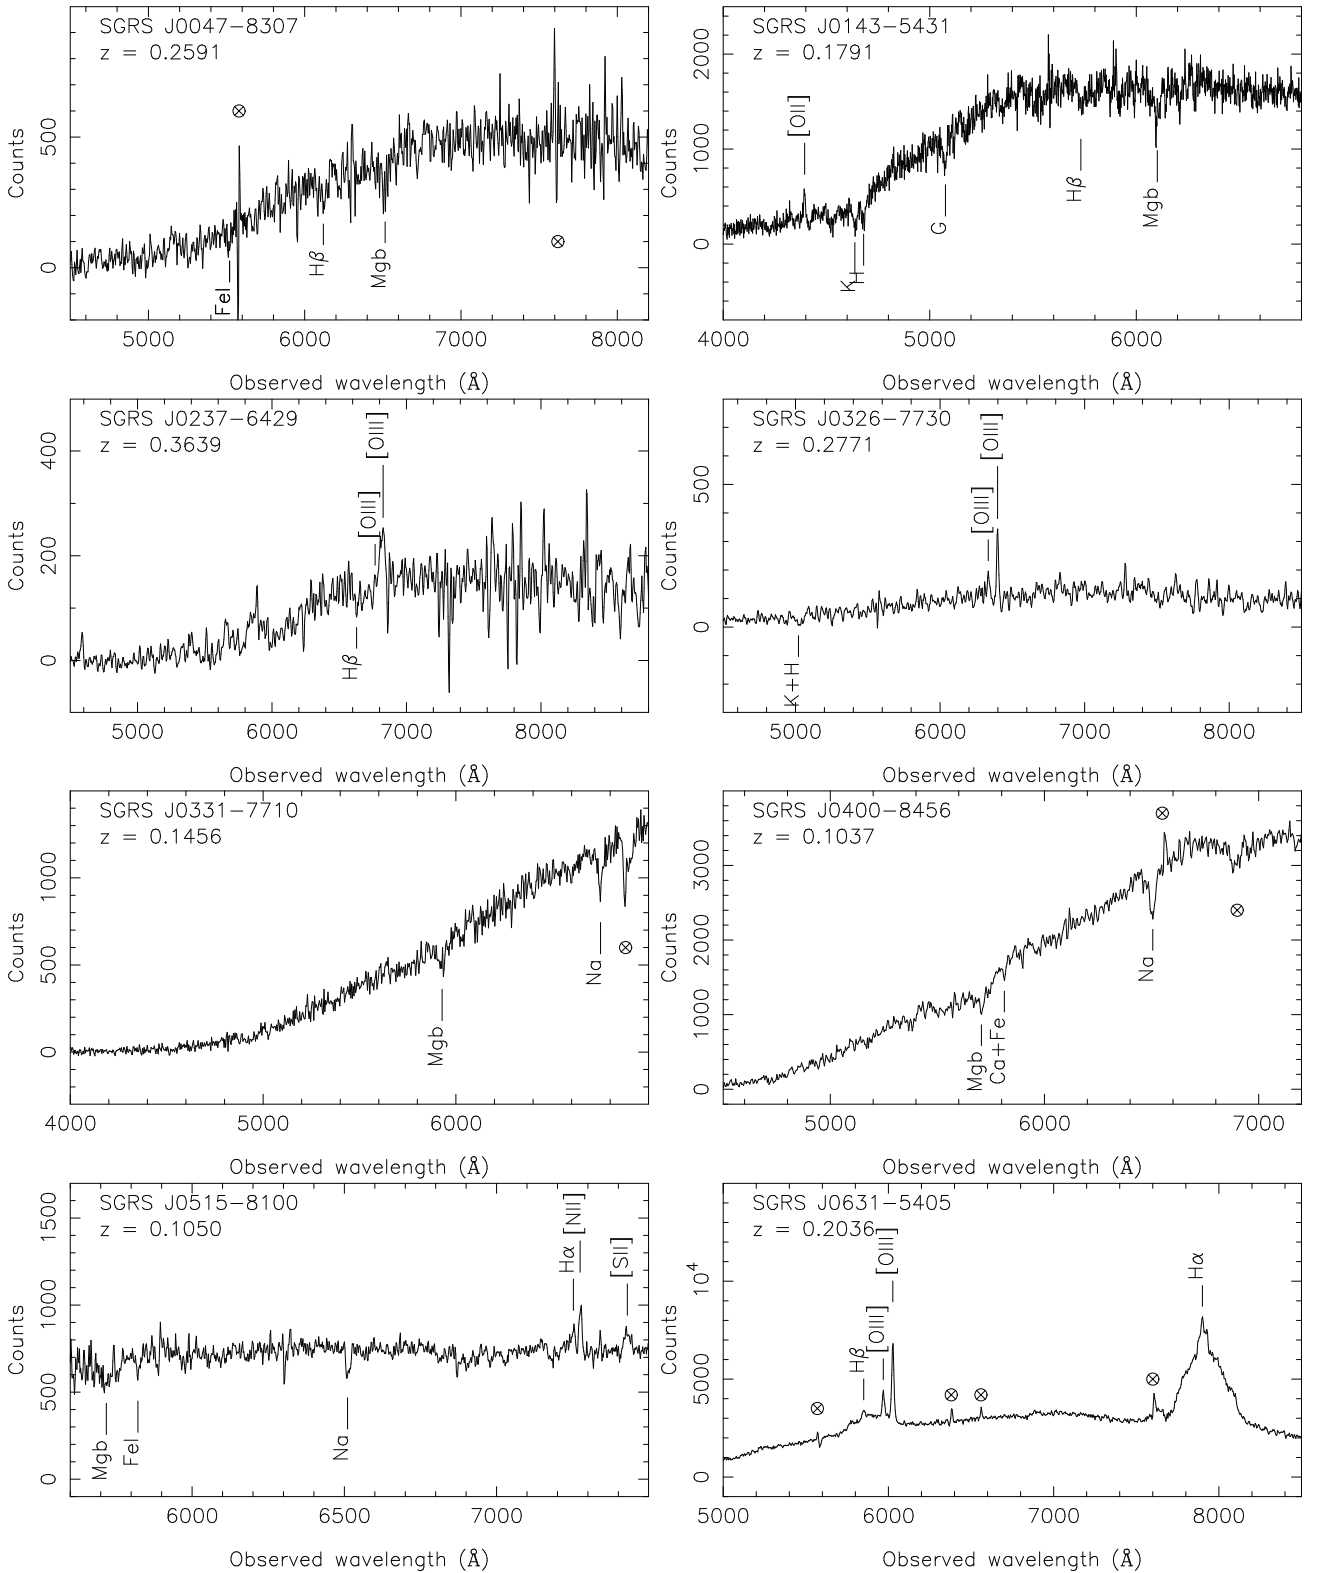 SGRS J0047−8307
z = 0.2591
Counts
0
500
FeI
Hβ
Mgb
5000
6000
7000
8000
Observed wavelength (Å)
SGRS J0143−5431
z = 0.1791
Counts
0
1000
2000
[OII]
K
H
G
Hβ
Mgb
4000
5000
6000
Observed wavelength (Å)
SGRS J0237−6429
z = 0.3639
Counts
0
200
400
Hβ
[OIII]
[OIII]
5000
6000
7000
8000
Observed wavelength (Å)
SGRS J0326−7730
z = 0.2771
Counts
0
500
K+H
[OIII]
[OIII]
5000
6000
7000
8000
Observed wavelength (Å)
SGRS J0331−7710
z = 0.1456
Counts
0
500
1000
Mgb
Na
4000
5000
6000
Observed wavelength (Å)
SGRS J0400−8456
z = 0.1037
Counts
0
1000
2000
3000
Mgb
Ca+Fe
Na
5000
6000
7000
Observed wavelength (Å)
SGRS J0515−8100
z = 0.1050
Counts
0
500
1000
1500
Mgb
FeI
Na
Hα
[NII]
[SII]
6000
6500
7000
Observed wavelength (Å)
SGRS J0631−5405
z = 0.2036
Counts
0
5000
10⁴
Hβ
[OIII]
[OIII]
Hα
5000
6000
7000
8000
Observed wavelength (Å)